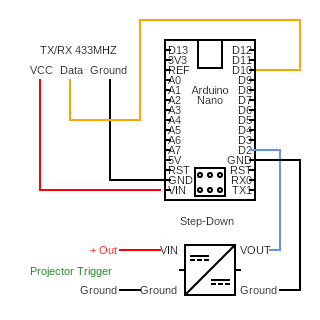 TX/RX 433MHZ
VCC Data Ground
D13 D12
3V3 D11
REF D10
A0 D9
A1 Arduino D8
A2 Nano D7
A3 D6
A4 D5
A5 D4
A6 D3
A7 D2
5V GND
RST RST
GND RX0
VIN TX1
Step-Down
+ Out VIN VOUT
Projector Trigger
Ground Ground Ground